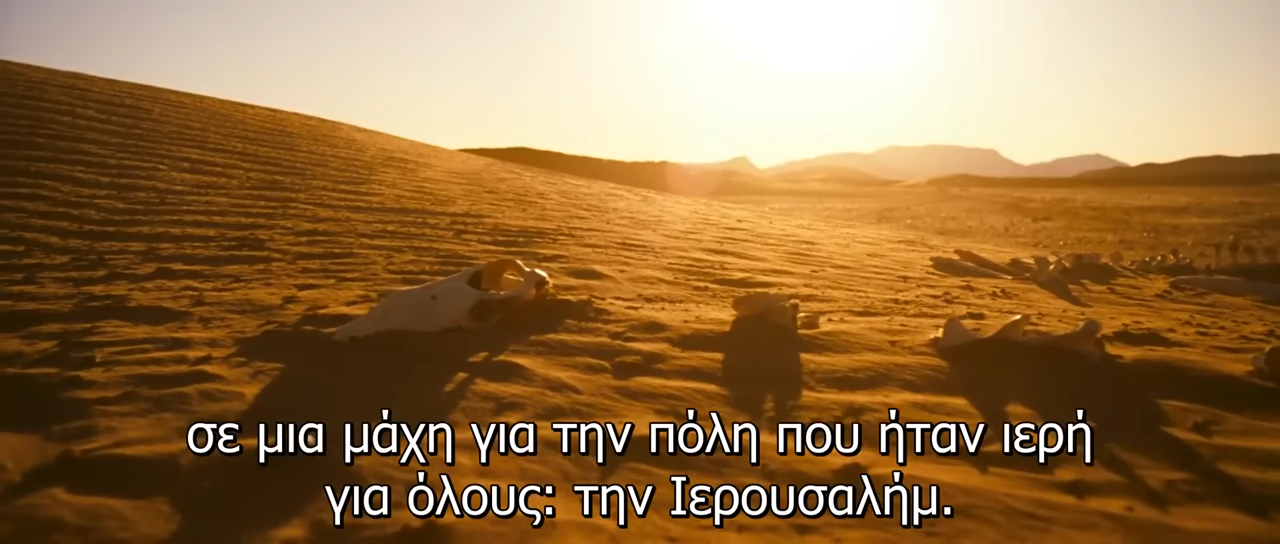 σε μια μάχη για την πόλη που ήταν ιερή
για όλους: την Ιερουσαλήμ.